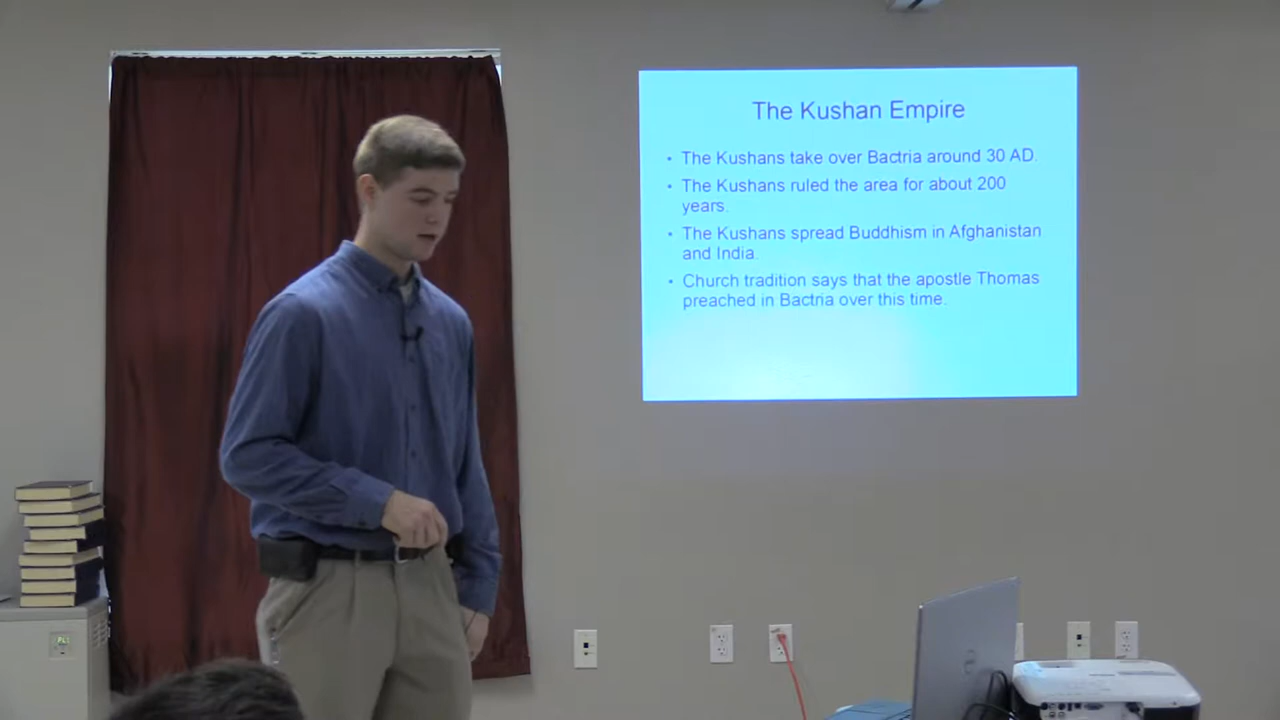 The Kushan Empire
• The Kushans take over Bactria around 30 AD.
• The Kushans ruled the area for about 200
years.
• The Kushans spread Buddhism in Afghanistan
and India.
• Church tradition says that the apostle Thomas
preached in Bactria over this time.